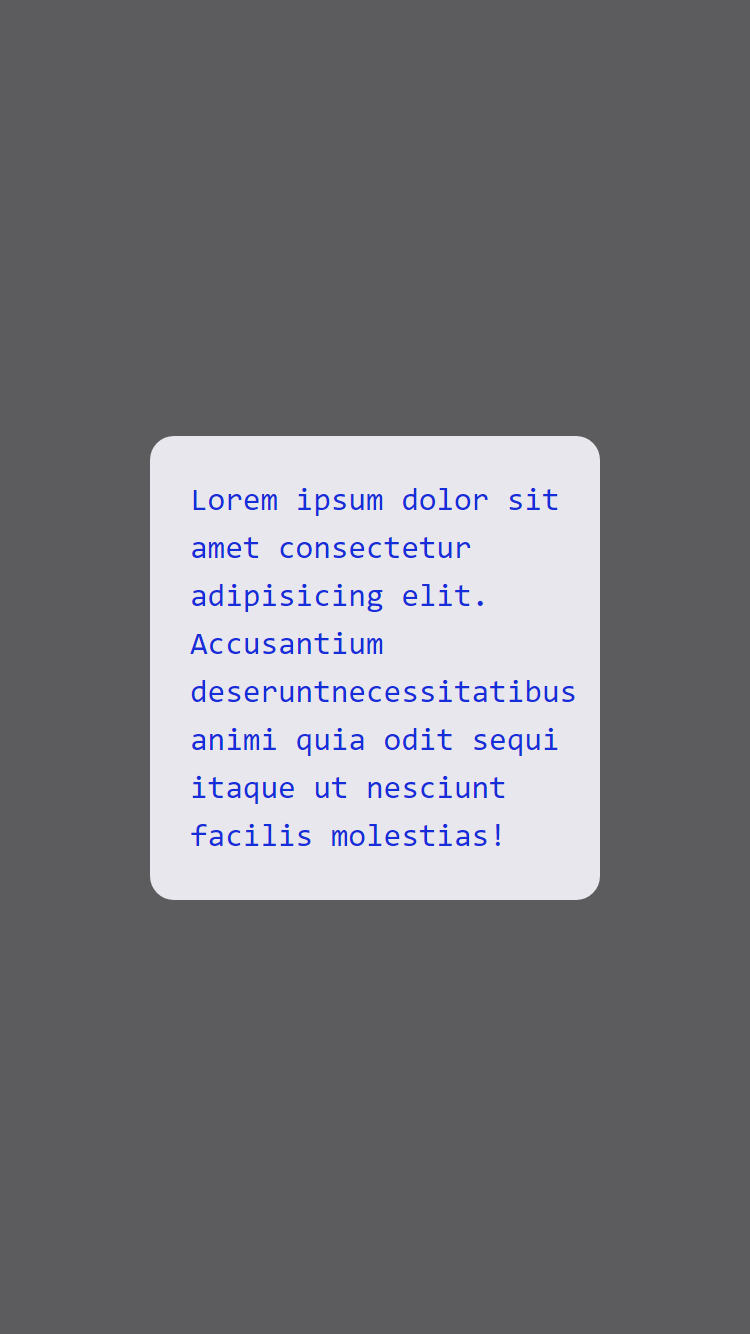 Lorem ipsum dolor sit
amet consectetur
adipisicing elit.
Accusantium
deseruntnecessitatibus
animi quia odit sequi
itaque ut nesciunt
facilis molestias!